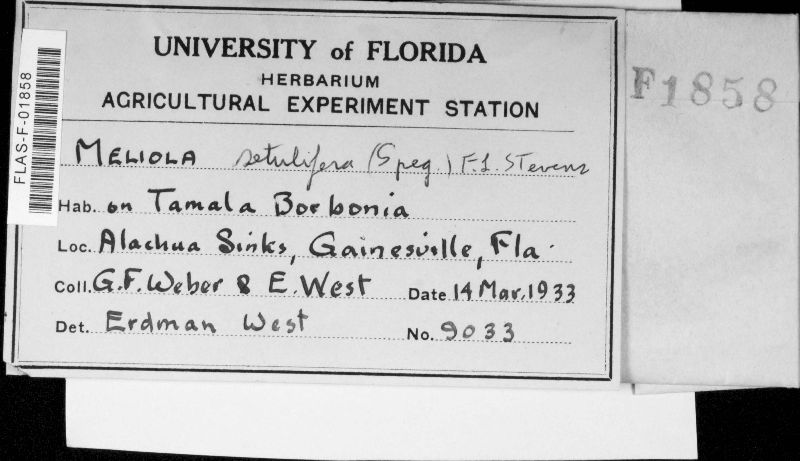 UNIVERSITY of FLORIDA
HERBARIUM
AGRICULTURAL EXPERIMENT STATION
MELIOLA setulifera (Speg.) F.L. STevens
Hab. on Tamala Borbonia
Loc. Alachua Sinks, Gainesville, Fla.
Coll. G.F. Weber & E. West Date 14 Mar. 1933
Det. Erdman West No. 9033
FLAS-F-01858
F1858